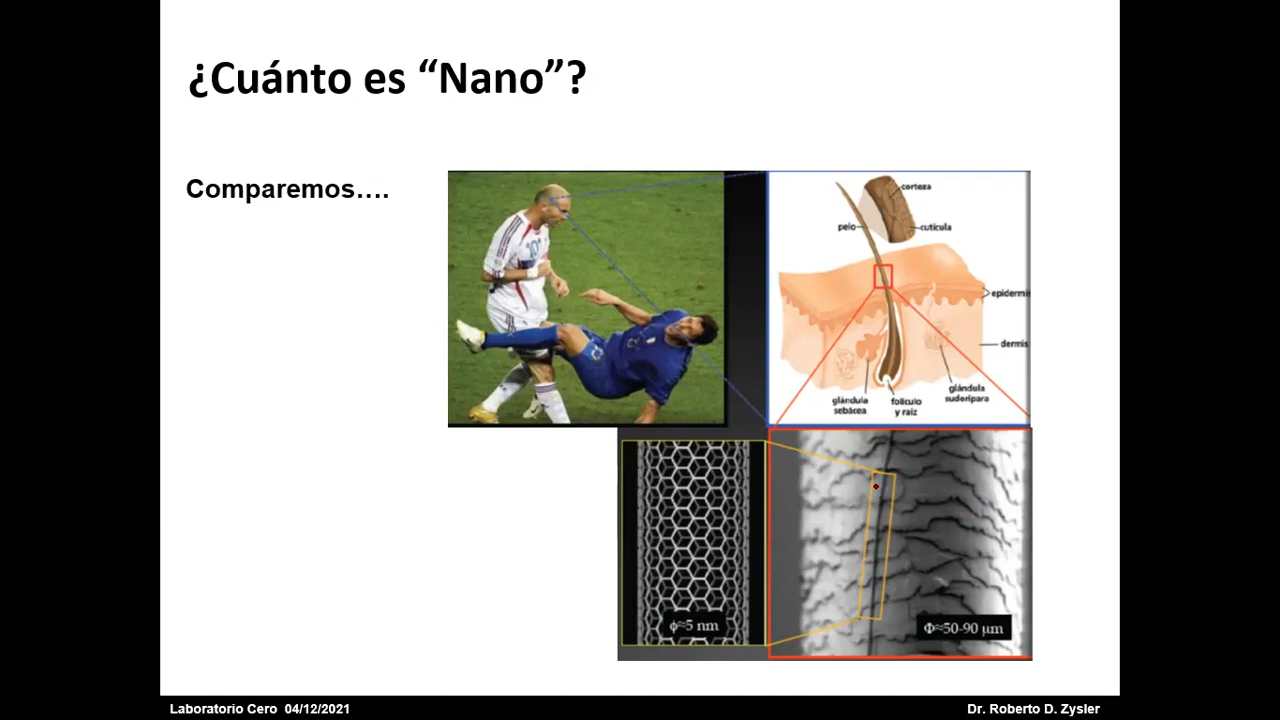 ¿Cuánto es “Nano”?
Comparemos….
10
corteza
pelo
cutícula
epidermis
dermis
glándula
sebácea
folículo
y raíz
glándula
sudorípara
ϕ≈5 nm
Φ≈50-90 µm
Laboratorio Cero 04/12/2021
Dr. Roberto D. Zysler